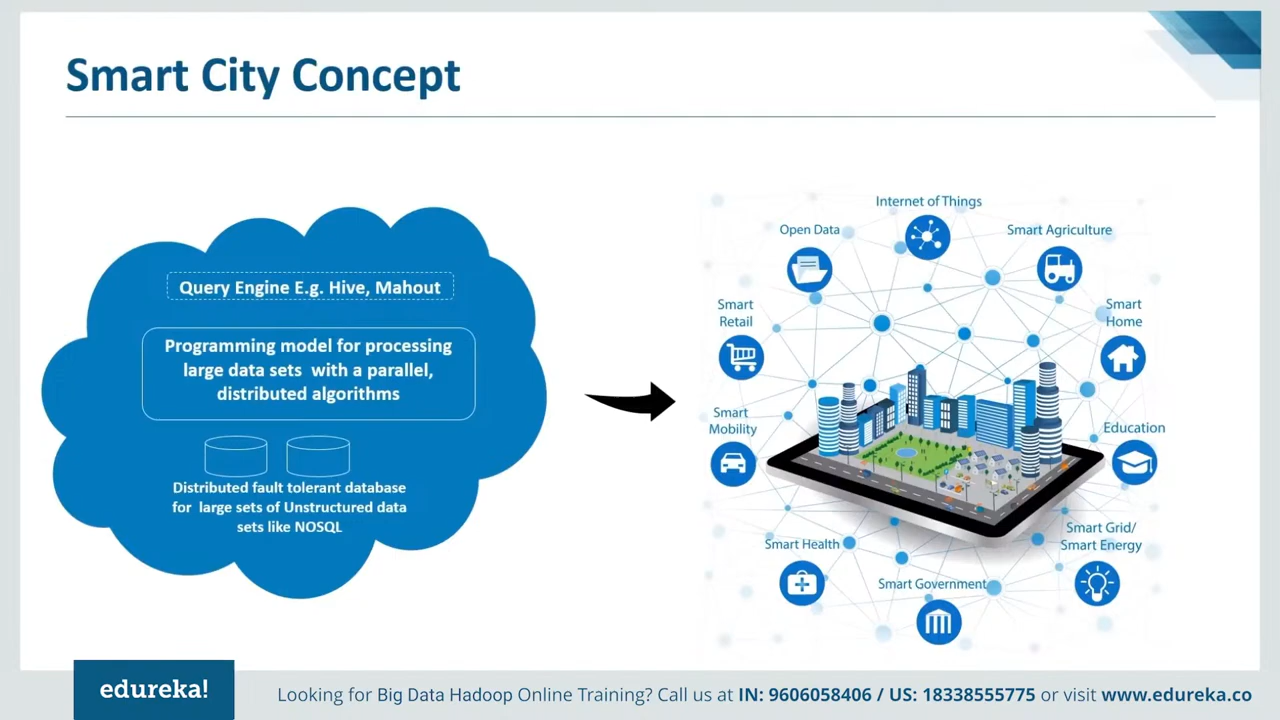 Smart City Concept
Query Engine E.g. Hive, Mahout
Programming model for processing
large data sets with a parallel,
distributed algorithms
Distributed fault tolerant database
for large sets of Unstructured data
sets like NOSQL
Internet of Things
Open Data
Smart Agriculture
Smart
Retail
Smart
Home
Smart
Mobility
Education
Smart Health
Smart Grid/
Smart Energy
Smart Government
edureka!
Looking for Big Data Hadoop Online Training? Call us at IN: 9606058406 / US: 18338555775 or visit www.edureka.co